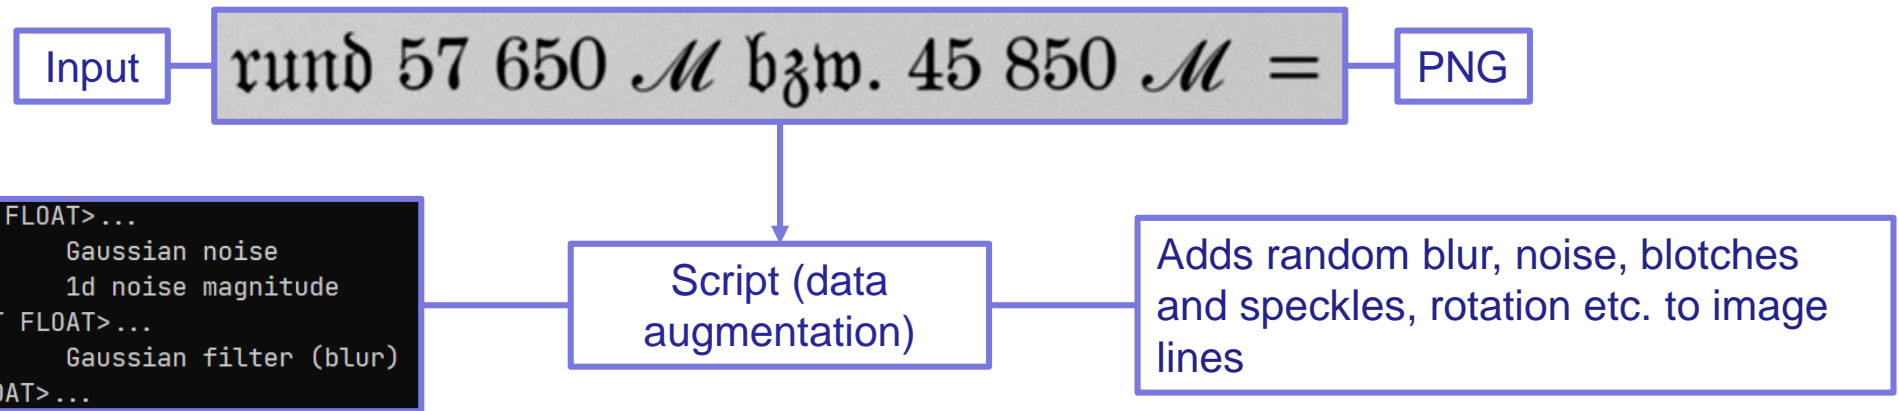 Input
rund 57 650 ℳ bzw. 45 850 ℳ =
PNG
FLOAT>...
Gaussian noise
1d noise magnitude
FLOAT>...
Gaussian filter (blur)
Script (data
augmentation)
Adds random blur, noise, blotches
and speckles, rotation etc. to image
lines